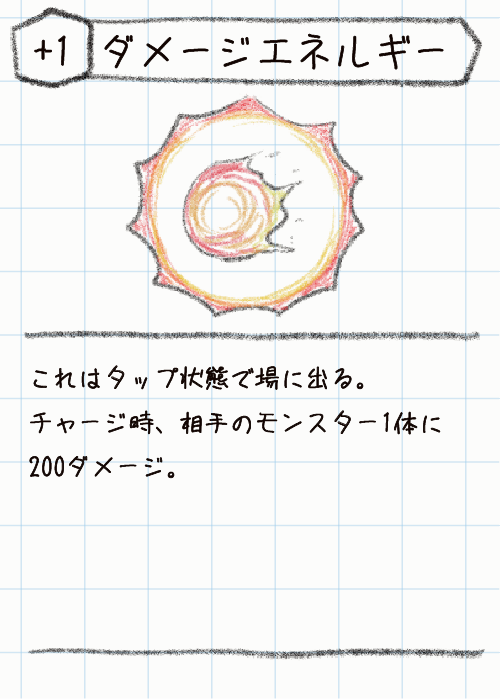 +1 ダメージエネルギー
これはタップ状態で場に出る。
チャージ時、相手のモンスター1体に
200ダメージ。